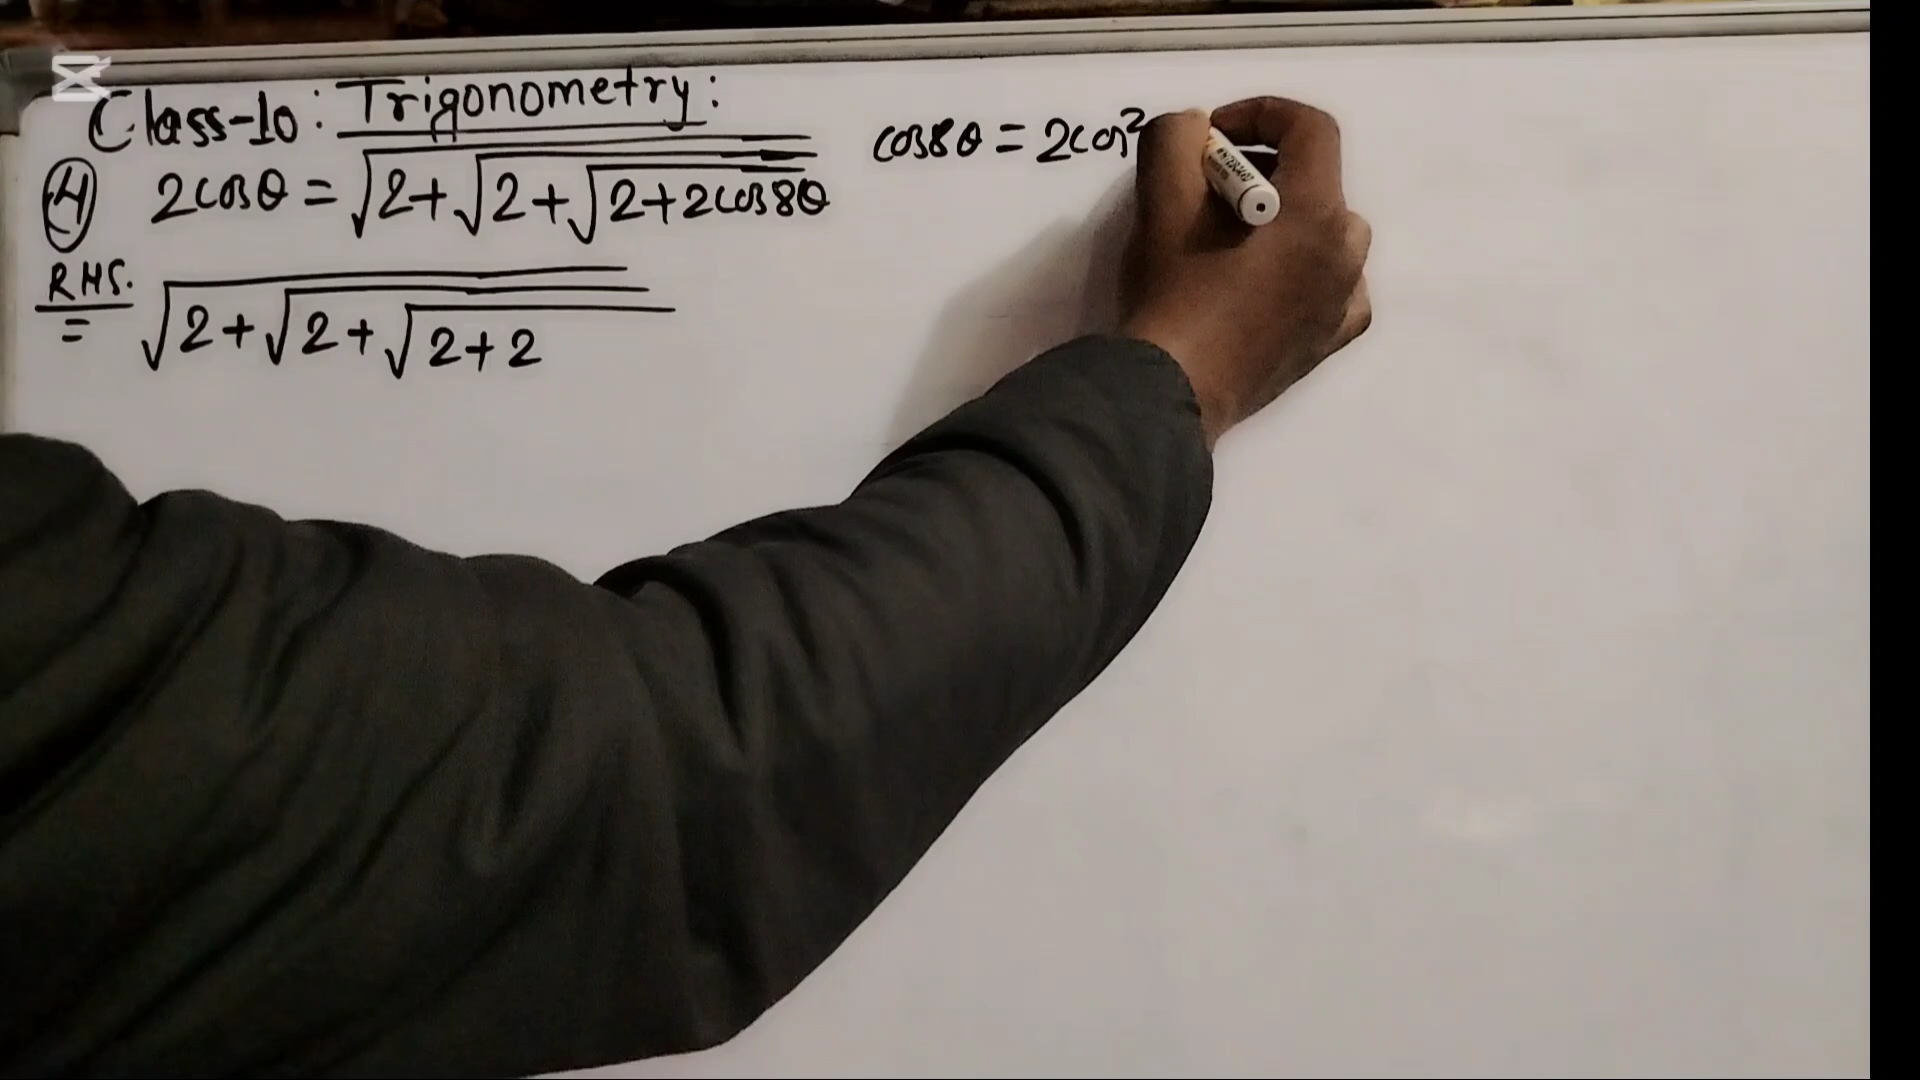 Class-10: Trigonometry:
④ 2cosθ = √2+√2+√2+2cos8θ
cos8θ = 2cos²
RHS.
= √2+√2+√2+2